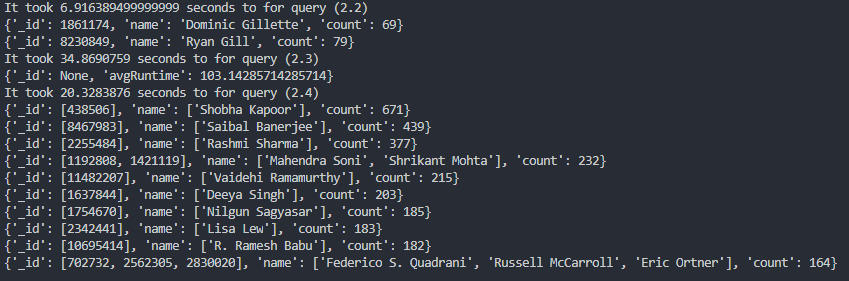 It took 6.916389499999999 seconds to for query (2.2)
{'_id': 1861174, 'name': 'Dominic Gillette', 'count': 69}
{'_id': 8230849, 'name': 'Ryan Gill', 'count': 79}
It took 34.8690759 seconds to for query (2.3)
{'_id': None, 'avgRuntime': 103.14285714285714}
It took 20.3283876 seconds to for query (2.4)
{'_id': [438506], 'name': ['Shobha Kapoor'], 'count': 671}
{'_id': [8467983], 'name': ['Saibal Banerjee'], 'count': 439}
{'_id': [2255484], 'name': ['Rashmi Sharma'], 'count': 377}
{'_id': [1192808, 1421119], 'name': ['Mahendra Soni', 'Shrikant Mohta'], 'count': 232}
{'_id': [11482207], 'name': ['Vaidehi Ramamurthy'], 'count': 215}
{'_id': [1637844], 'name': ['Deeya Singh'], 'count': 203}
{'_id': [1754670], 'name': ['Nilgun Sagyasar'], 'count': 185}
{'_id': [2342441], 'name': ['Lisa Lew'], 'count': 183}
{'_id': [10695414], 'name': ['R. Ramesh Babu'], 'count': 182}
{'_id': [702732, 2562305, 2830020], 'name': ['Federico S. Quadrani', 'Russell McCarroll', 'Eric Ortner'], 'count': 164}